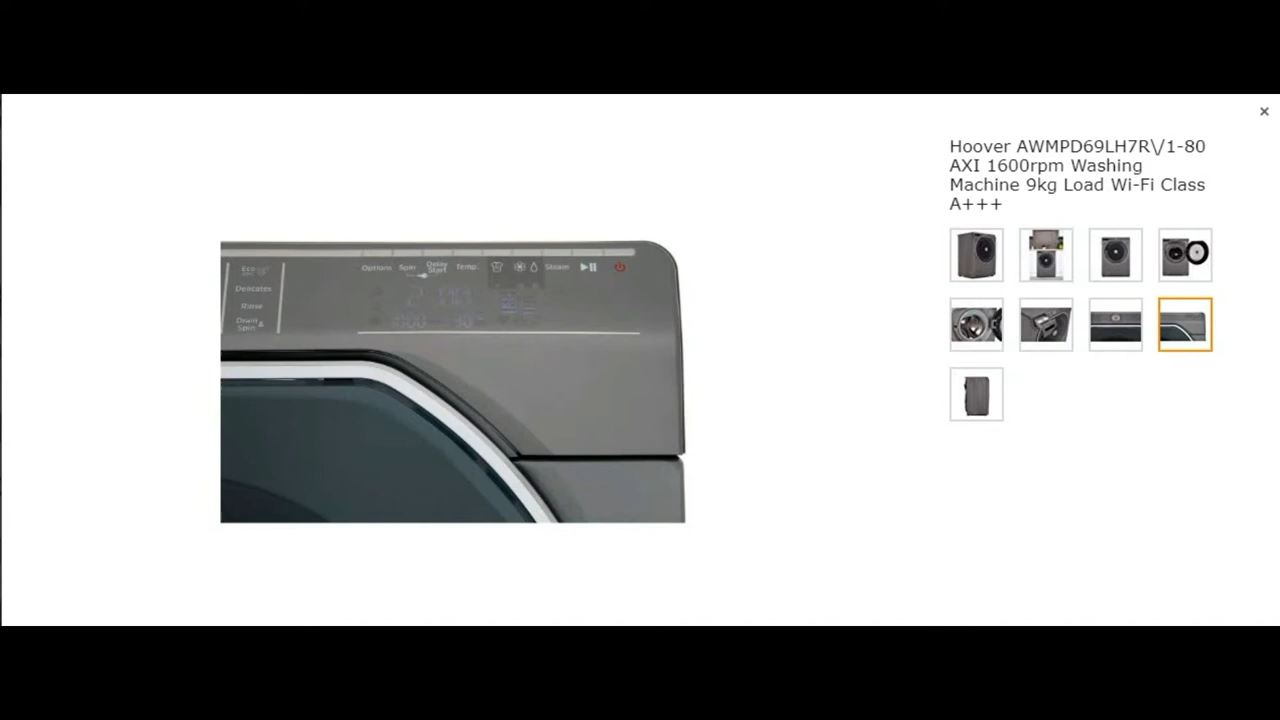 Hoover AWMPD69LH7R\/1-80
AXI 1600rpm Washing
Machine 9kg Load Wi-Fi Class
A+++
Options Spin Delay Start Temp. Steam
Delicates
Rinse
Drain &
Spin